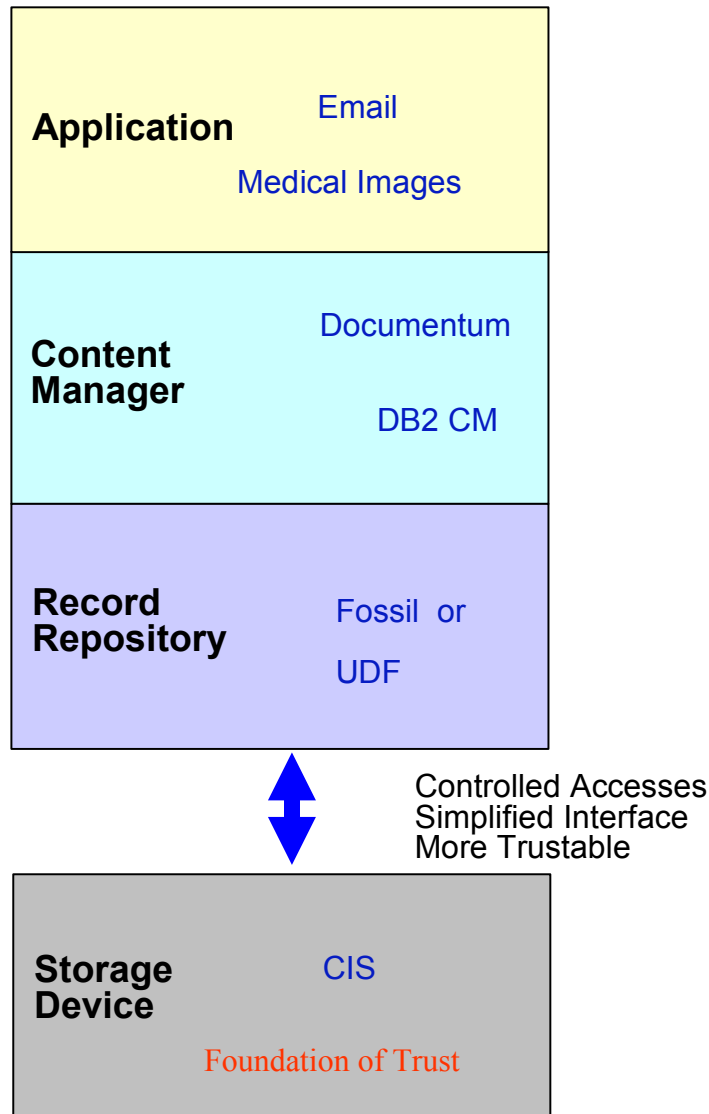 Application
Email
Medical Images
Content
Manager
Documentum
DB2 CM
Record
Repository
Fossil or
UDF
Controlled Accesses
Simplified Interface
More Trustable
Storage
Device
CIS
Foundation of Trust